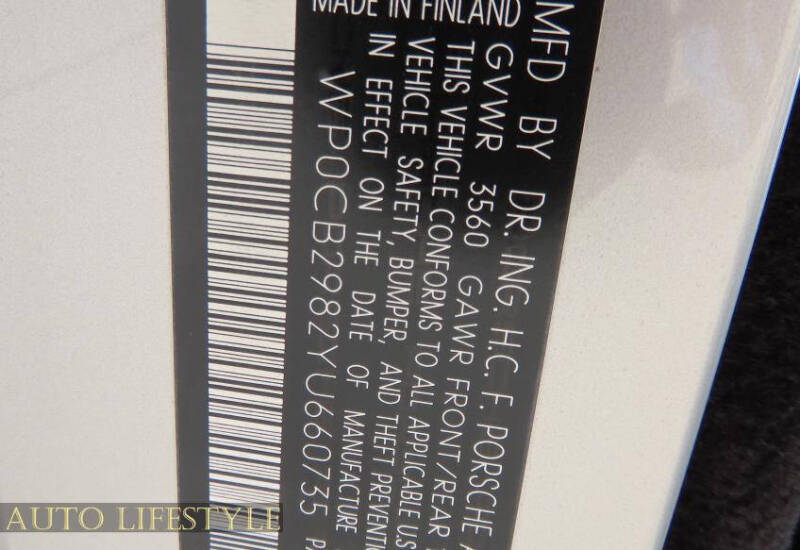 MFD BY DR. ING. H.C. F. PORSCHE
GVWR 3560 GAWR FRONT/REAR
THIS VEHICLE CONFORMS TO ALL APPLICABLE U.S.
VEHICLE SAFETY, BUMPER, AND THEFT PREVENTION
IN EFFECT ON THE DATE OF MANUFACTURE
WP0CB2982YU660735
MADE IN FINLAND
AUTO LIFESTYLE